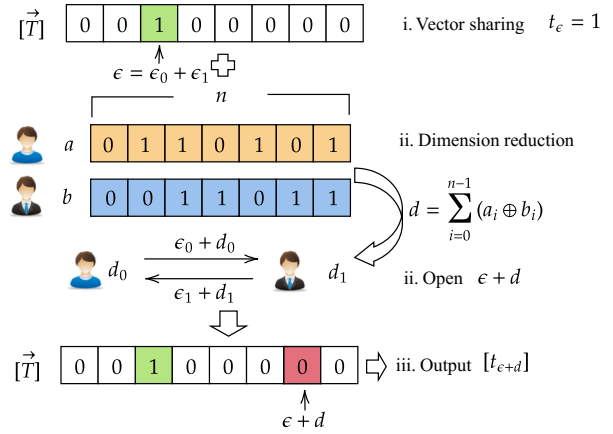 [T⃗] 0 0 1 0 0 0 0 0 i. Vector sharing t_ϵ = 1
ϵ = ϵ_0 + ϵ_1
n
a 0 1 1 0 1 0 1 ii. Dimension reduction
b 0 0 1 1 0 1 1
d = ∑_{i=0}^{n-1} (a_i ⊕ b_i)
d_0 ϵ_0 + d_0 d_1
ϵ_1 + d_1 ii. Open ϵ + d
[T⃗] 0 0 1 0 0 0 0 0 iii. Output [t_{ϵ+d}]
ϵ + d